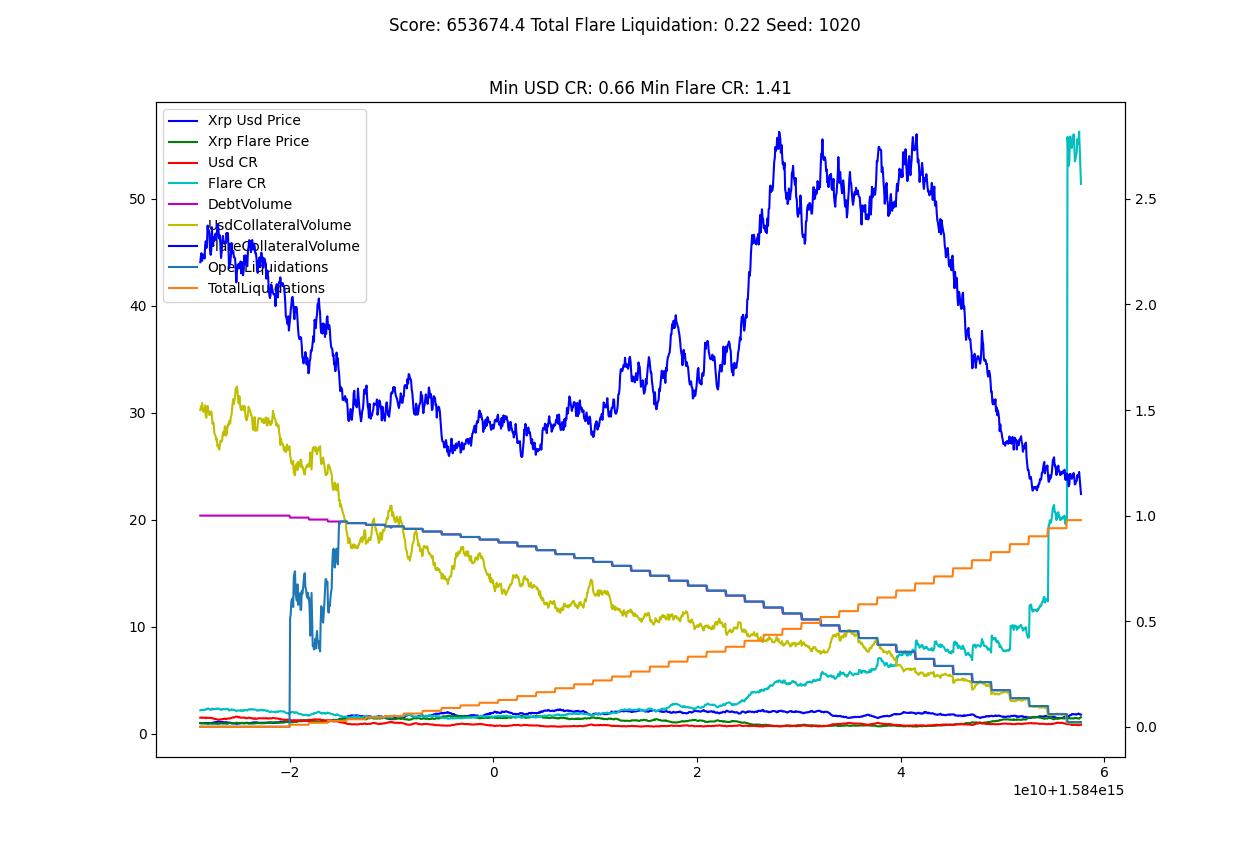 Score: 653674.4 Total Flare Liquidation: 0.22 Seed: 1020
Min USD CR: 0.66 Min Flare CR: 1.41
Xrp Usd Price
Xrp Flare Price
Usd CR
Flare CR
DebtVolume
UsdCollateralVolume
FlareCollateralVolume
OpenLiquidations
TotalLiquidations
50
40
30
20
10
0
2.5
2.0
1.5
1.0
0.5
0.0
−2 0 2 4 6
1e10+1.584e15